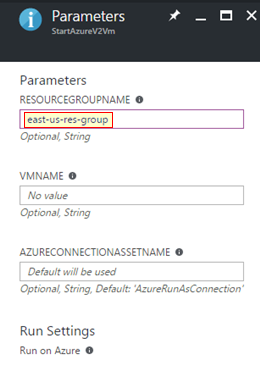 Parameters
StartAzureV2Vm
Parameters
RESOURCEGROUPNAME
east-us-res-group
Optional, String
VMNAME
No value
Optional, String
AZURECONNECTIONASSETNAME
Default will be used
Optional, String, Default: 'AzureRunAsConnection'
Run Settings
Run on Azure